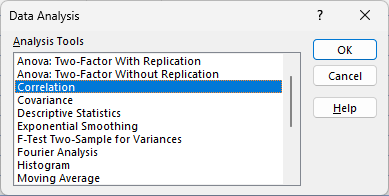 Data Analysis
?
Analysis Tools
Anova: Two-Factor With Replication
Anova: Two-Factor Without Replication
Correlation
Covariance
Descriptive Statistics
Exponential Smoothing
F-Test Two-Sample for Variances
Fourier Analysis
Histogram
Moving Average
OK
Cancel
Help